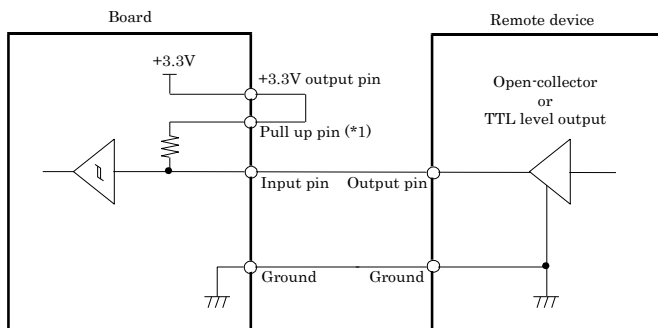 Board
Remote device
+3.3V
+3.3V output pin
Pull up pin (*1)
Open-collector
or
TTL level output
Input pin
Output pin
Ground
Ground